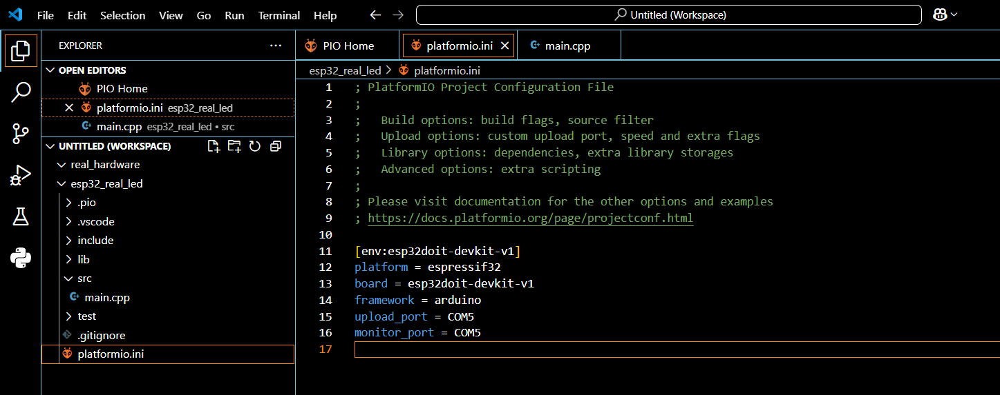 File Edit Selection View Go Run Terminal Help
Untitled (Workspace)
EXPLORER
OPEN EDITORS
PIO Home
platformio.ini esp32_real_led
main.cpp esp32_real_led • src
UNTITLED (WORKSPACE)
real_hardware
esp32_real_led
.pio
.vscode
include
lib
src
main.cpp
test
.gitignore
platformio.ini
PIO Home platformio.ini main.cpp
esp32_real_led > platformio.ini
1 ; PlatformIO Project Configuration File
2 ;
3 ;   Build options: build flags, source filter
4 ;   Upload options: custom upload port, speed and extra flags
5 ;   Library options: dependencies, extra library storages
6 ;   Advanced options: extra scripting
7 ;
8 ; Please visit documentation for the other options and examples
9 ; https://docs.platformio.org/page/projectconf.html
10
11 [env:esp32doit-devkit-v1]
12 platform = espressif32
13 board = esp32doit-devkit-v1
14 framework = arduino
15 upload_port = COM5
16 monitor_port = COM5
17